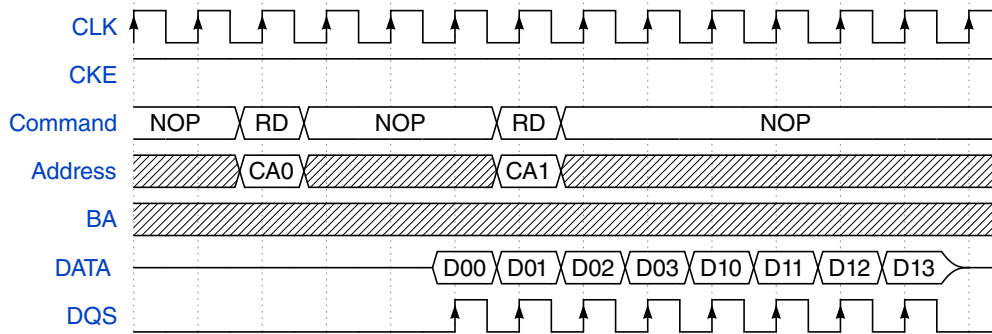 CLK
CKE
Command NOP RD NOP RD NOP
Address CA0 CA1
BA
DATA D00 D01 D02 D03 D10 D11 D12 D13
DQS